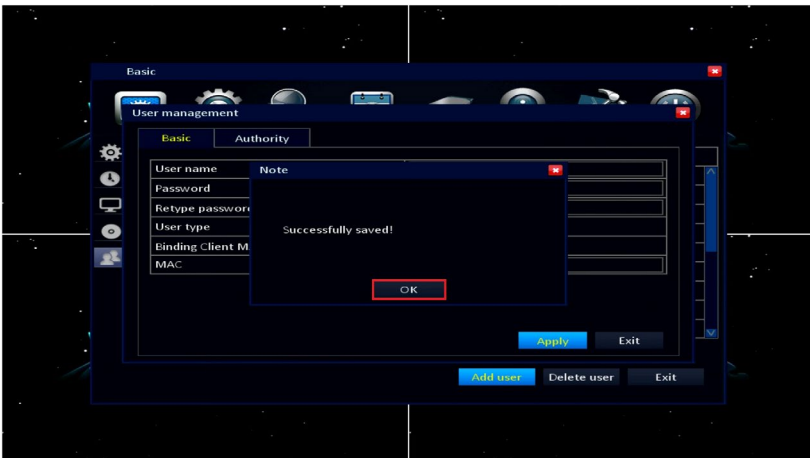 Basic
User management
Basic Authority
User name
Note
Password
Retype password
User type
Successfully saved!
Binding Client M
MAC
OK
Apply Exit
Add user Delete user Exit